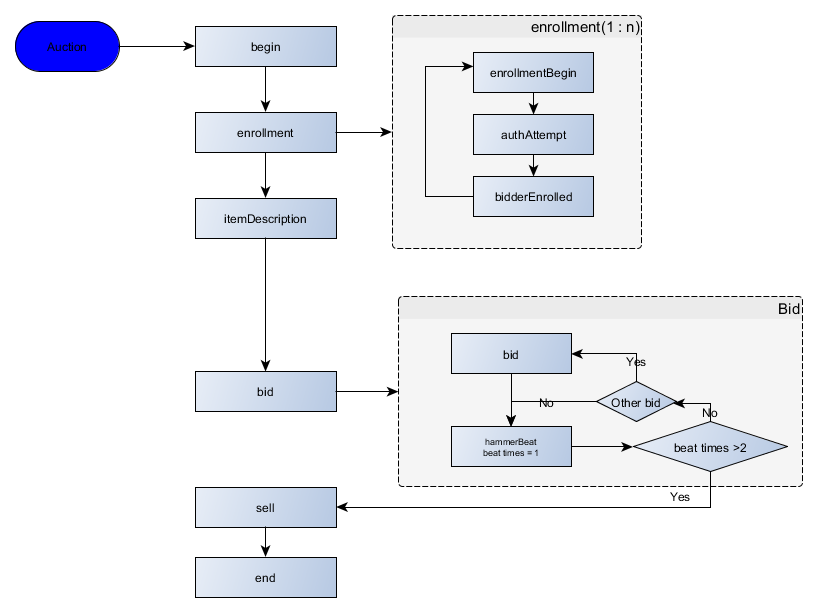 Auction
begin
enrollment(1 : n)
enrollmentBegin
enrollment
authAttempt
bidderEnrolled
itemDescription
Bid
bid
Yes
Other bid
No
No
hammerBeat
beat times = 1
beat times >2
bid
Yes
sell
end